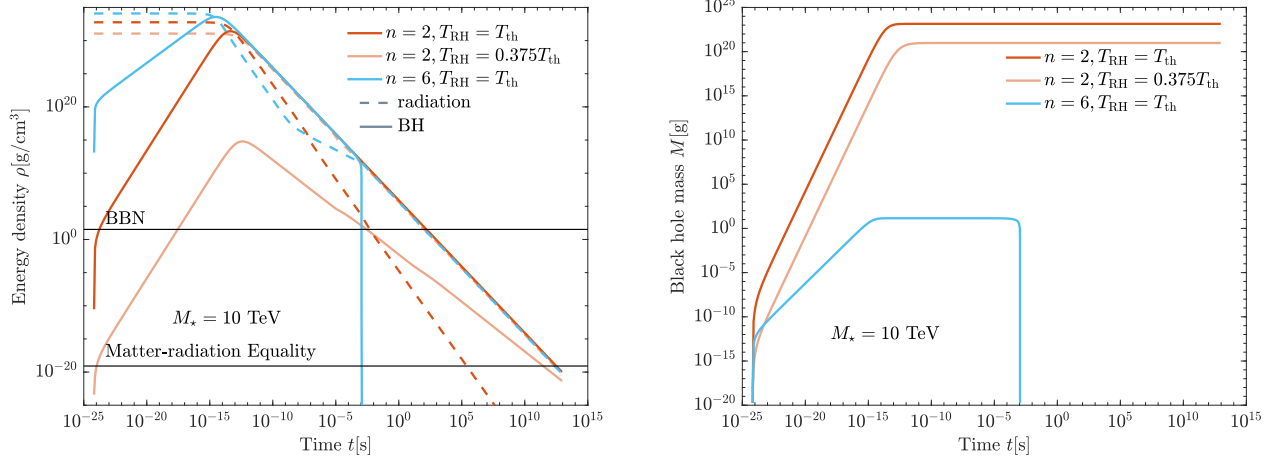 n = 2, T_RH = T_th
n = 2, T_RH = 0.375T_th
n = 6, T_RH = T_th
radiation
BH
BBN
M⋆ = 10 TeV
Matter-radiation Equality
10^20
10^0
10^-20
Energy density ρ[g/cm^3]
10^-25 10^-20 10^-15 10^-10 10^-5 10^0 10^5 10^10 10^15
Time t[s]
10^25
10^20
10^15
10^10
10^5
10^0
10^-5
10^-10
10^-15
10^-20
Black hole mass M[g]
n = 2, T_RH = T_th
n = 2, T_RH = 0.375T_th
n = 6, T_RH = T_th
M⋆ = 10 TeV
10^-25 10^-20 10^-15 10^-10 10^-5 10^0 10^5 10^10 10^15
Time t[s]